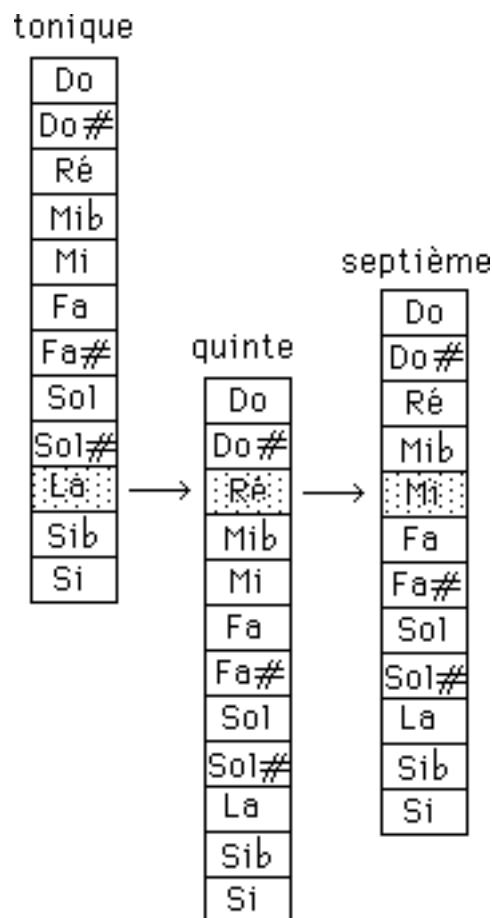 tonique
Do
Do#
Ré
Mib
Mi
Fa
Fa#
Sol
Sol#
La
Sib
Si
quinte
Do
Do#
Ré
Mib
Mi
Fa
Fa#
Sol
Sol#
La
Sib
Si
septième
Do
Do#
Ré
Mib
Mi
Fa
Fa#
Sol
Sol#
La
Sib
Si